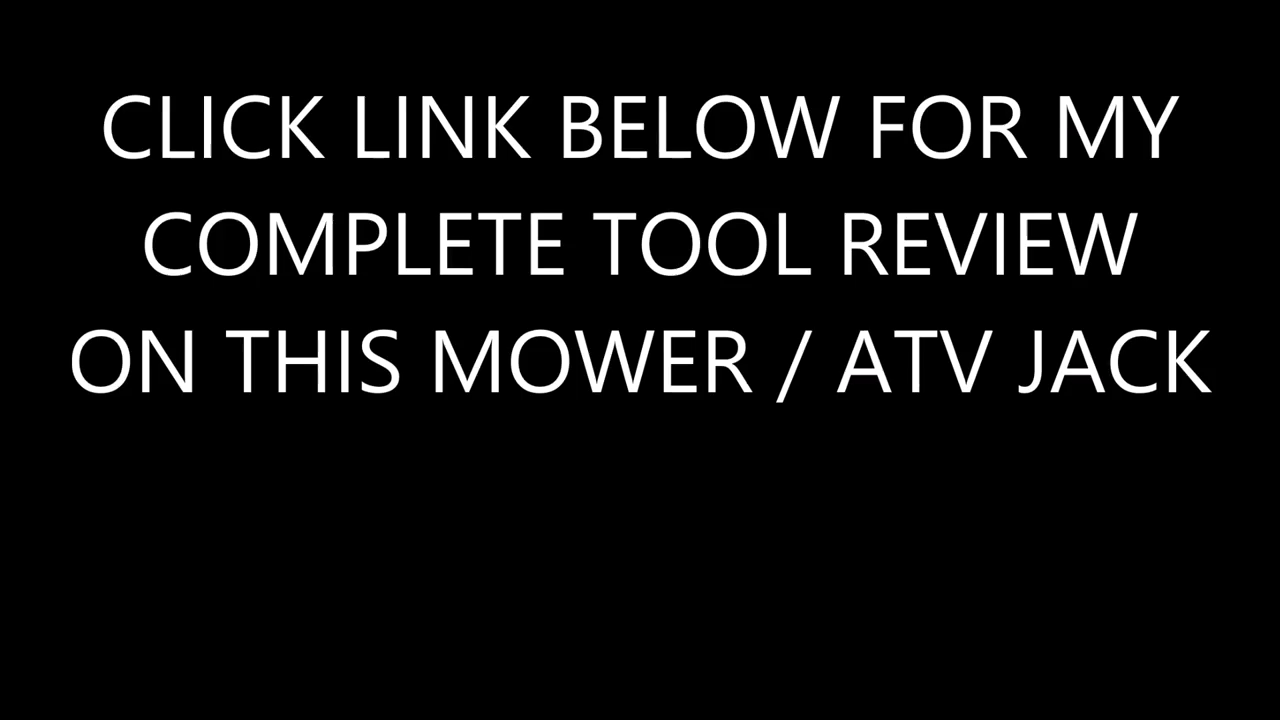 CLICK LINK BELOW FOR MY
COMPLETE TOOL REVIEW
ON THIS MOWER / ATV JACK